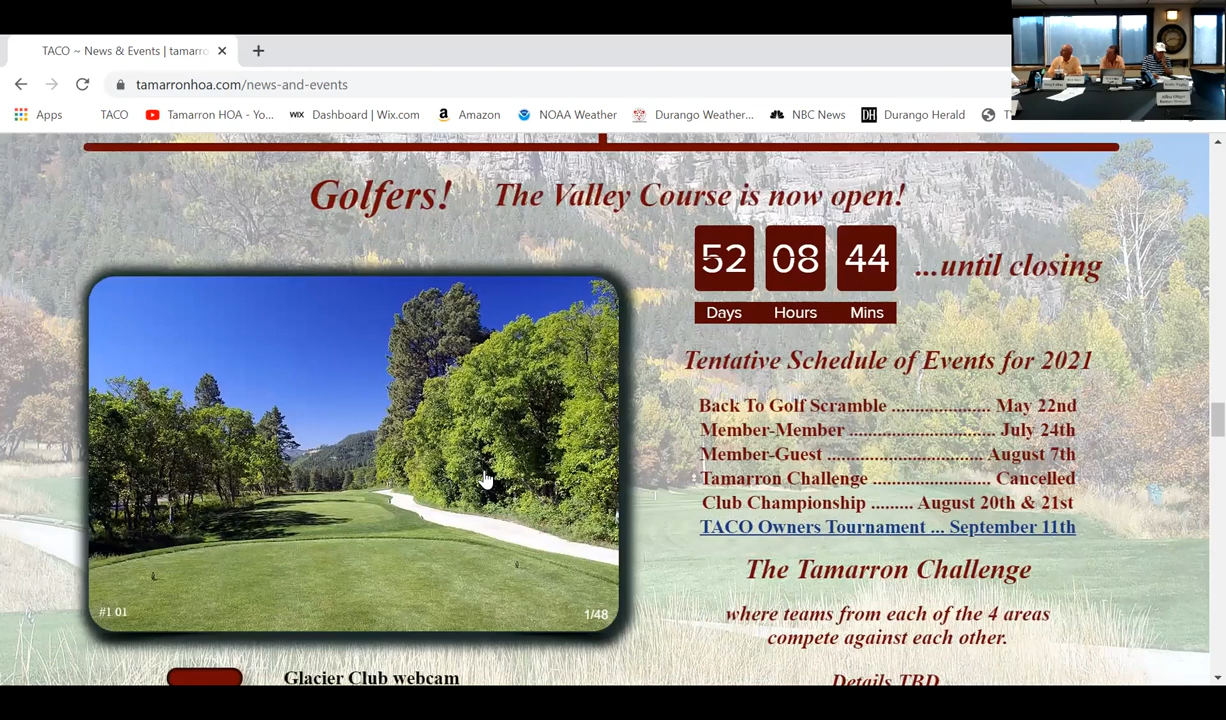 TACO ~ News & Events | tamarro
tamarronhoa.com/news-and-events
Apps
TACO
Tamarron HOA - Yo...
WIX
Dashboard | Wix.com
Amazon
NOAA Weather
Durango Weather...
NBC News
DH
Durango Herald
Golfers! The Valley Course is now open!
52 08 44 ...until closing
Days Hours Mins
Tentative Schedule of Events for 2021
Back To Golf Scramble .................... May 22nd
Member-Member .............................. July 24th
Member-Guest ................................ August 7th
Tamarron Challenge ....................... Cancelled
Club Championship ......... August 20th & 21st
TACO Owners Tournament ... September 11th
The Tamarron Challenge
where teams from each of the 4 areas
compete against each other.
Details TBD
#1 01
1/48
Glacier Club webcam